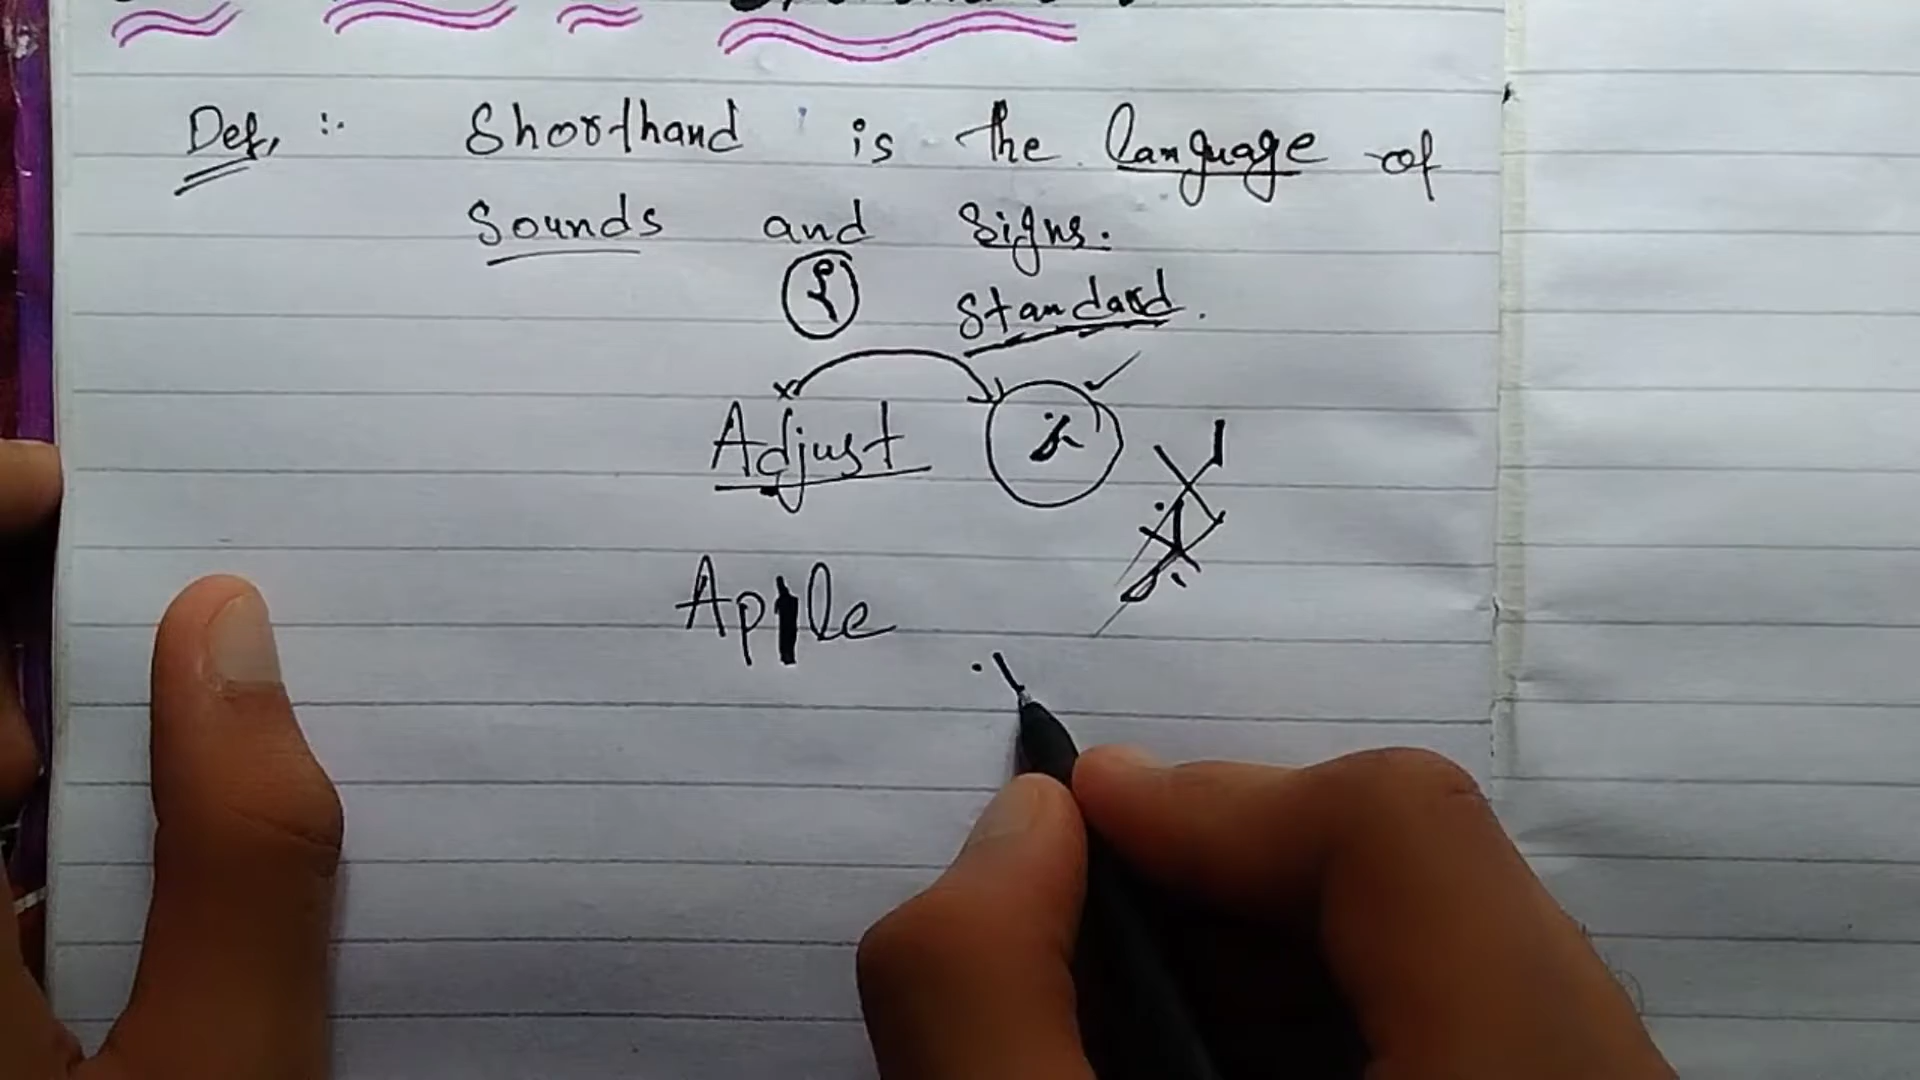 Def, :- Shorthand is the language of
Sounds and Signs.
Standard.
Adjust
Apple